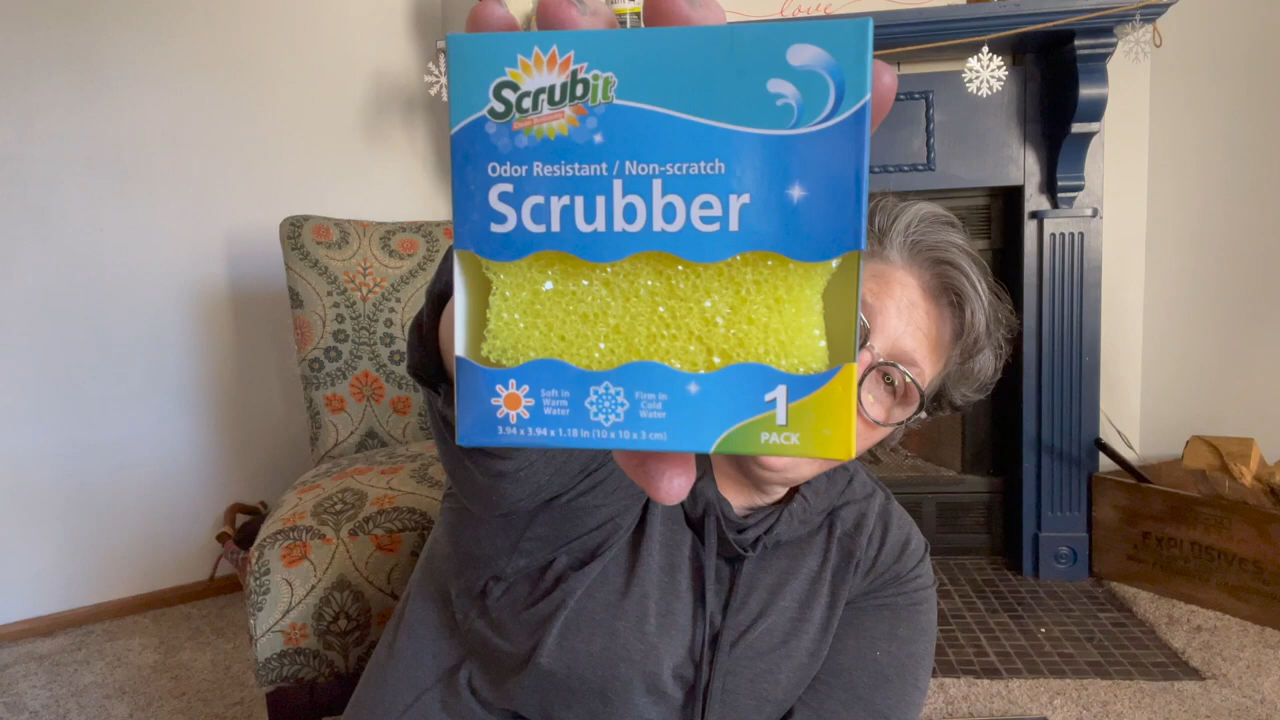 love
Scrubit
Odor Resistant / Non-scratch
Scrubber
Soft in
Warm
Water
Firm in
Cold
Water
1
PACK
3.94 x 3.94 x 1.18 in (10 x 10 x 3 cm)
EXPLOSIVES